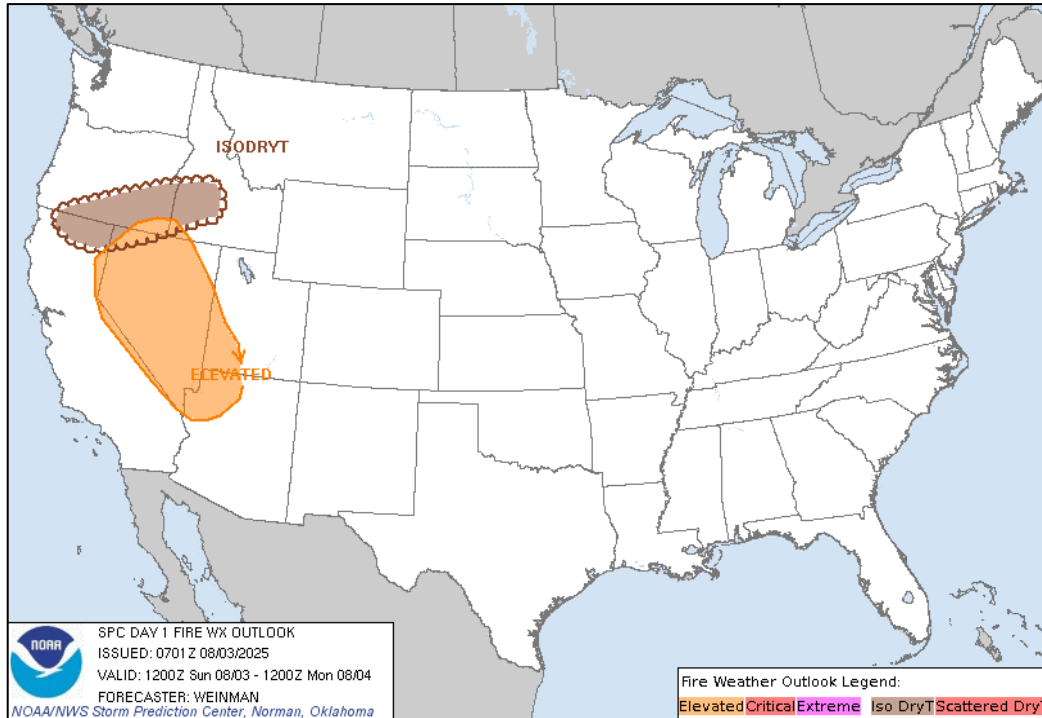 ISODRYT
ELEVATED
NOAA
SPC DAY 1 FIRE WX OUTLOOK
ISSUED: 0701Z 08/03/2025
VALID: 1200Z Sun 08/03 - 1200Z Mon 08/04
FORECASTER: WEINMAN
NOAA/NWS Storm Prediction Center, Norman, Oklahoma
Fire Weather Outlook Legend:
Elevated Critical Extreme Iso DryT Scattered DryT